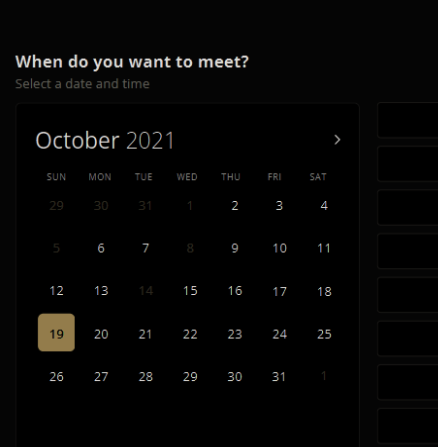 When do you want to meet?
Select a date and time
October 2021 >
SUN MON TUE WED THU FRI SAT
29 30 31 1 2 3 4
5 6 7 8 9 10 11
12 13 14 15 16 17 18
19 20 21 22 23 24 25
26 27 28 29 30 31 1